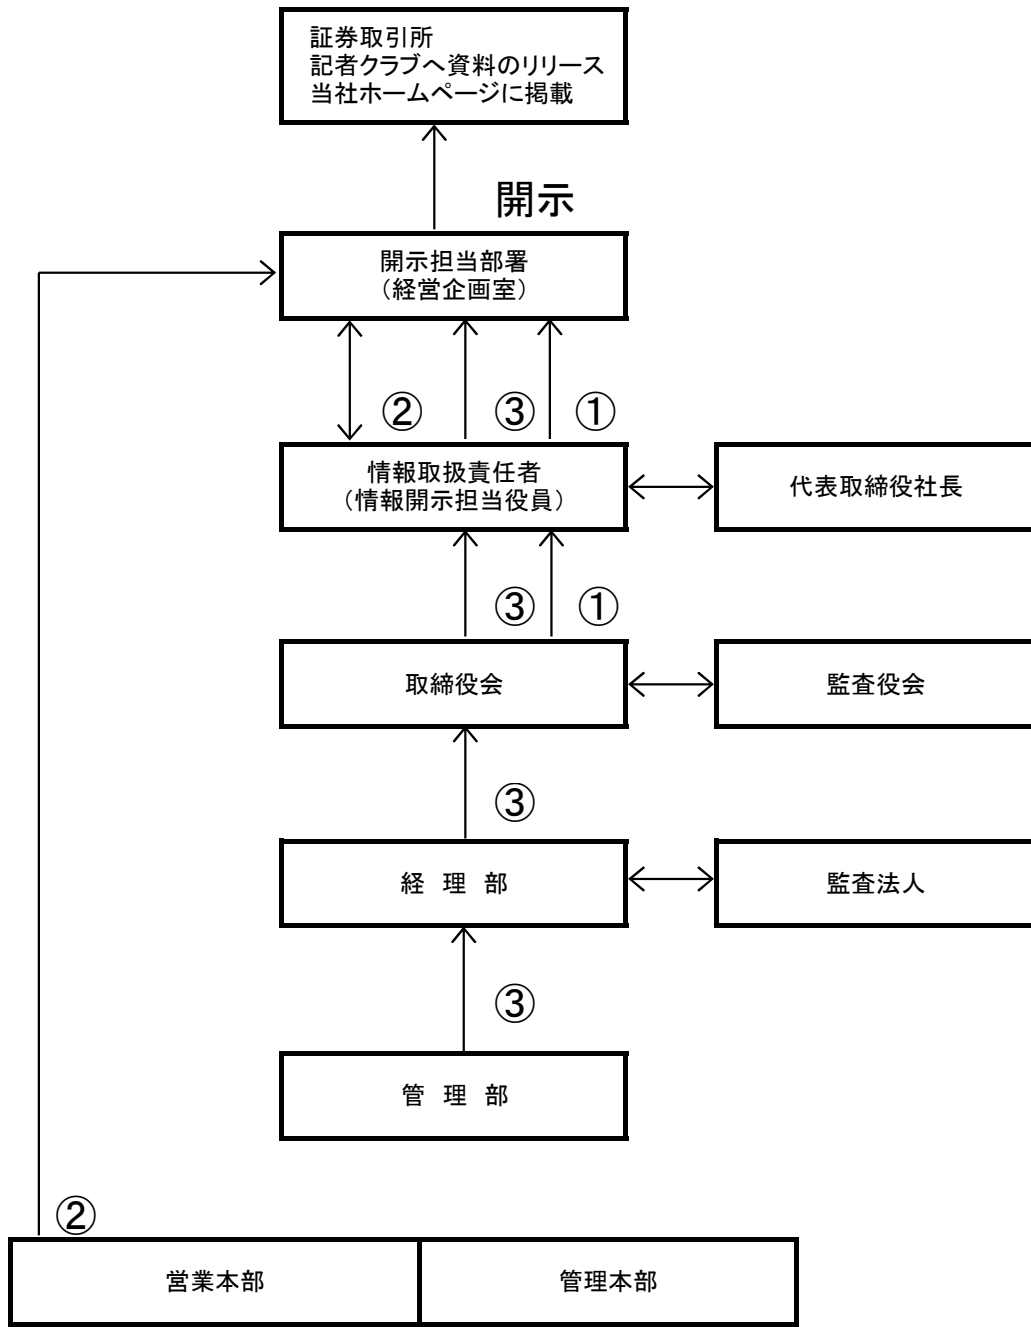 証券取引所
記者クラブへ資料のリリース
当社ホームページに掲載
開示
開示担当部署
（経営企画室）
② ③ ①
情報取扱責任者
（情報開示担当役員）
代表取締役社長
③ ①
取締役会
監査役会
③
経 理 部
監査法人
③
管 理 部
②
営業本部
管理本部